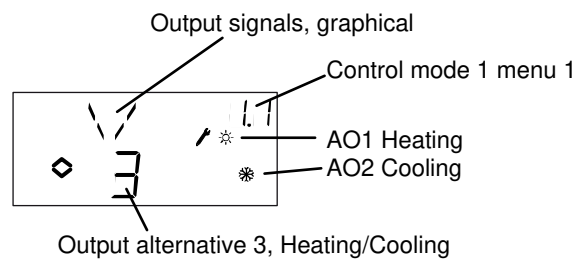 Output signals, graphical
Control mode 1 menu 1
1.1
AO1 Heating
AO2 Cooling
3
Output alternative 3, Heating/Cooling